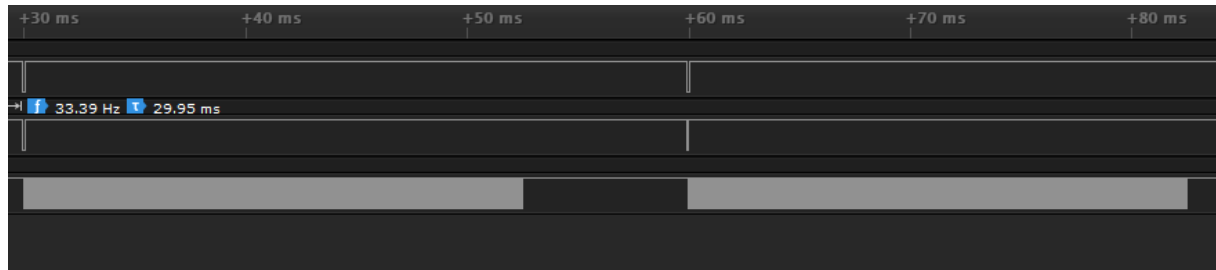 +30 ms +40 ms +50 ms +60 ms +70 ms +80 ms
f 33.39 Hz τ 29.95 ms